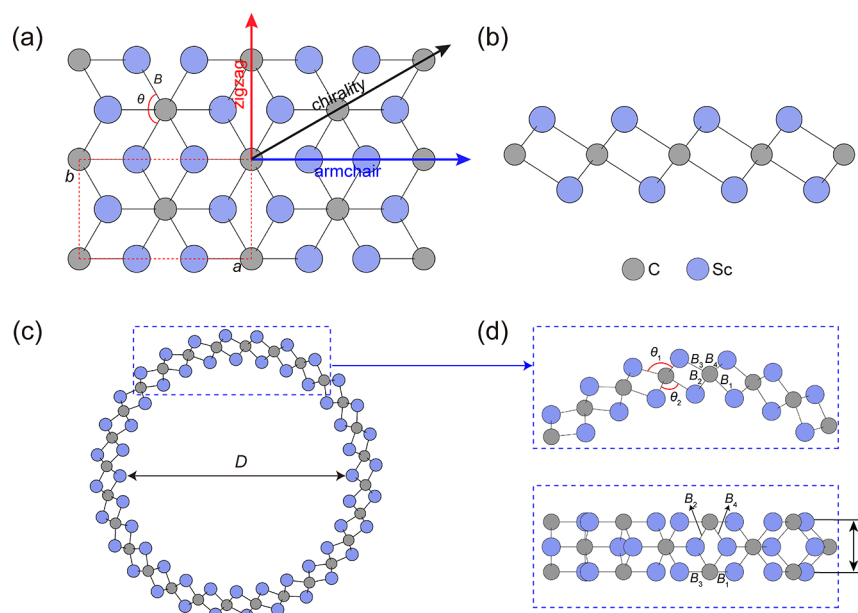 (a)
zigzag
chirality
armchair
B
θ
b
a
(b)
C
Sc
(c)
D
(d)
θ1
θ2
B3
B4
B2
B1
B2
B4
B3
B1